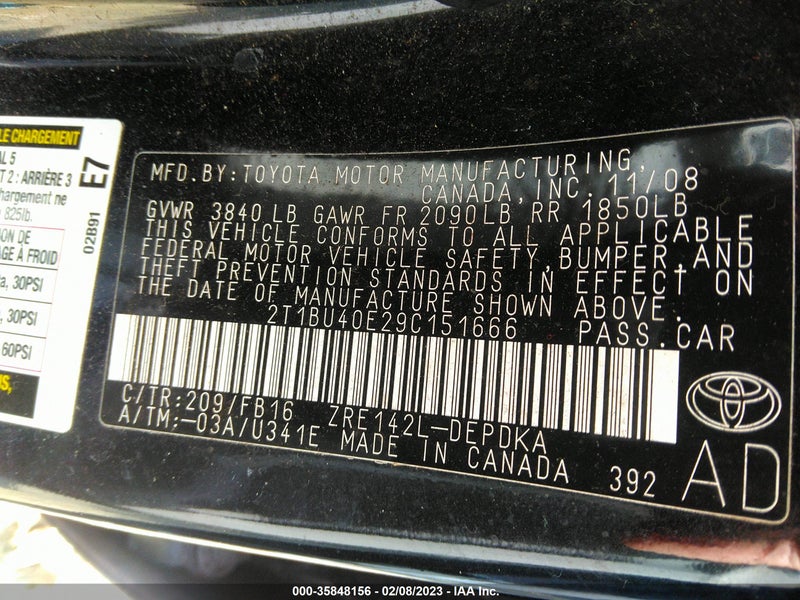 LE CHARGEMENT
AL 5
T 2 : ARRIÈRE 3
chargement ne
825lb.
ION DE
AGE À FROID
a, 30PSI
30PSI
60PSI
E7
02B91
MFD. BY: TOYOTA MOTOR MANUFACTURING,
CANADA, INC. 11/08
GVWR 3840 LB GAWR FR 2090LB RR 1850LB
THIS VEHICLE CONFORMS TO ALL APPLICABLE
FEDERAL MOTOR VEHICLE SAFETY, BUMPER, AND
THEFT PREVENTION STANDARDS IN EFFECT ON
THE DATE OF MANUFACTURE SHOWN ABOVE.
2T1BU40E29C151666 PASS.CAR
C/TR: 209/FB16 ZRE142L-DEPDKA
A/TM:-03A/U341E MADE IN CANADA 392
AD
000-35848156 - 02/08/2023 - IAA Inc.